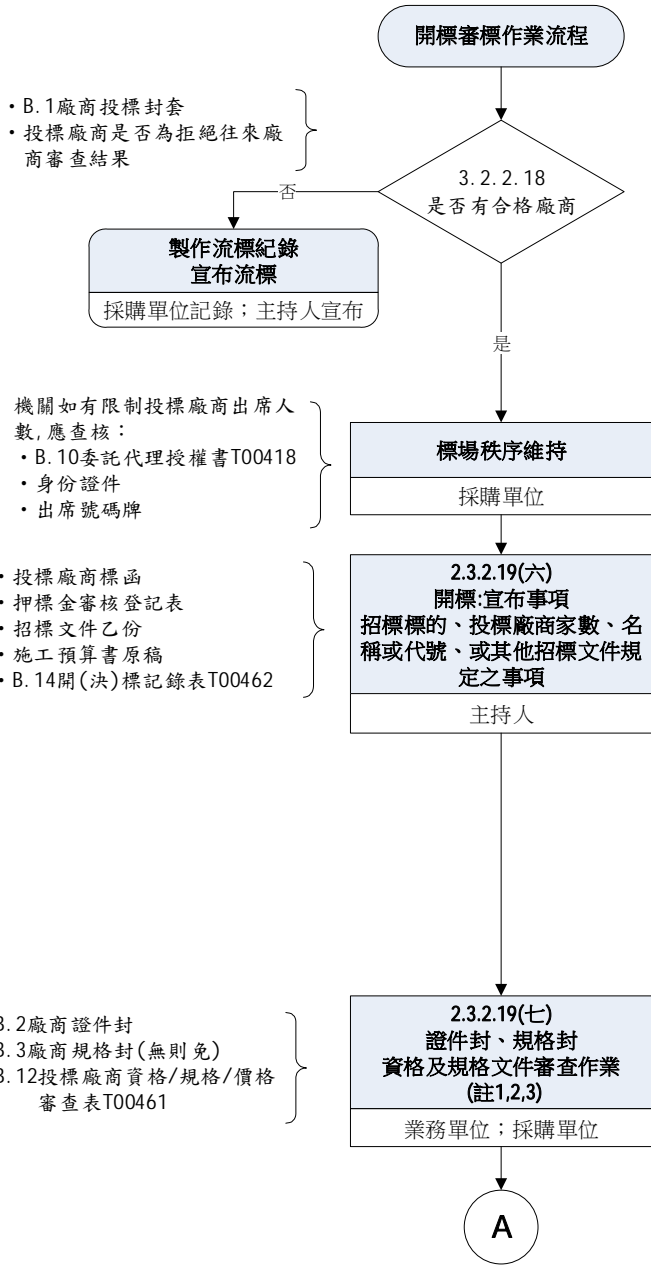 開標審標作業流程
・B.1廠商投標封套
・投標廠商是否為拒絕往來廠
商審查結果
3.2.2.18
是否有合格廠商
否
製作流標紀錄
宣布流標
採購單位記錄；主持人宣布
是
機關如有限制投標廠商出席人
數,應查核：
・B.10委託代理授權書T00418
・身份證件
・出席號碼牌
標場秩序維持
採購單位
・投標廠商標函
・押標金審核登記表
・招標文件乙份
・施工預算書原稿
・B.14開(決)標記錄表T00462
2.3.2.19(六)
開標:宣布事項
招標標的、投標廠商家數、名
稱或代號、或其他招標文件規
定之事項
主持人
.2廠商證件封
.3廠商規格封(無則免)
.12投標廠商資格/規格/價格
審查表T00461
2.3.2.19(七)
證件封、規格封
資格及規格文件審查作業
(註1,2,3)
業務單位；採購單位
A